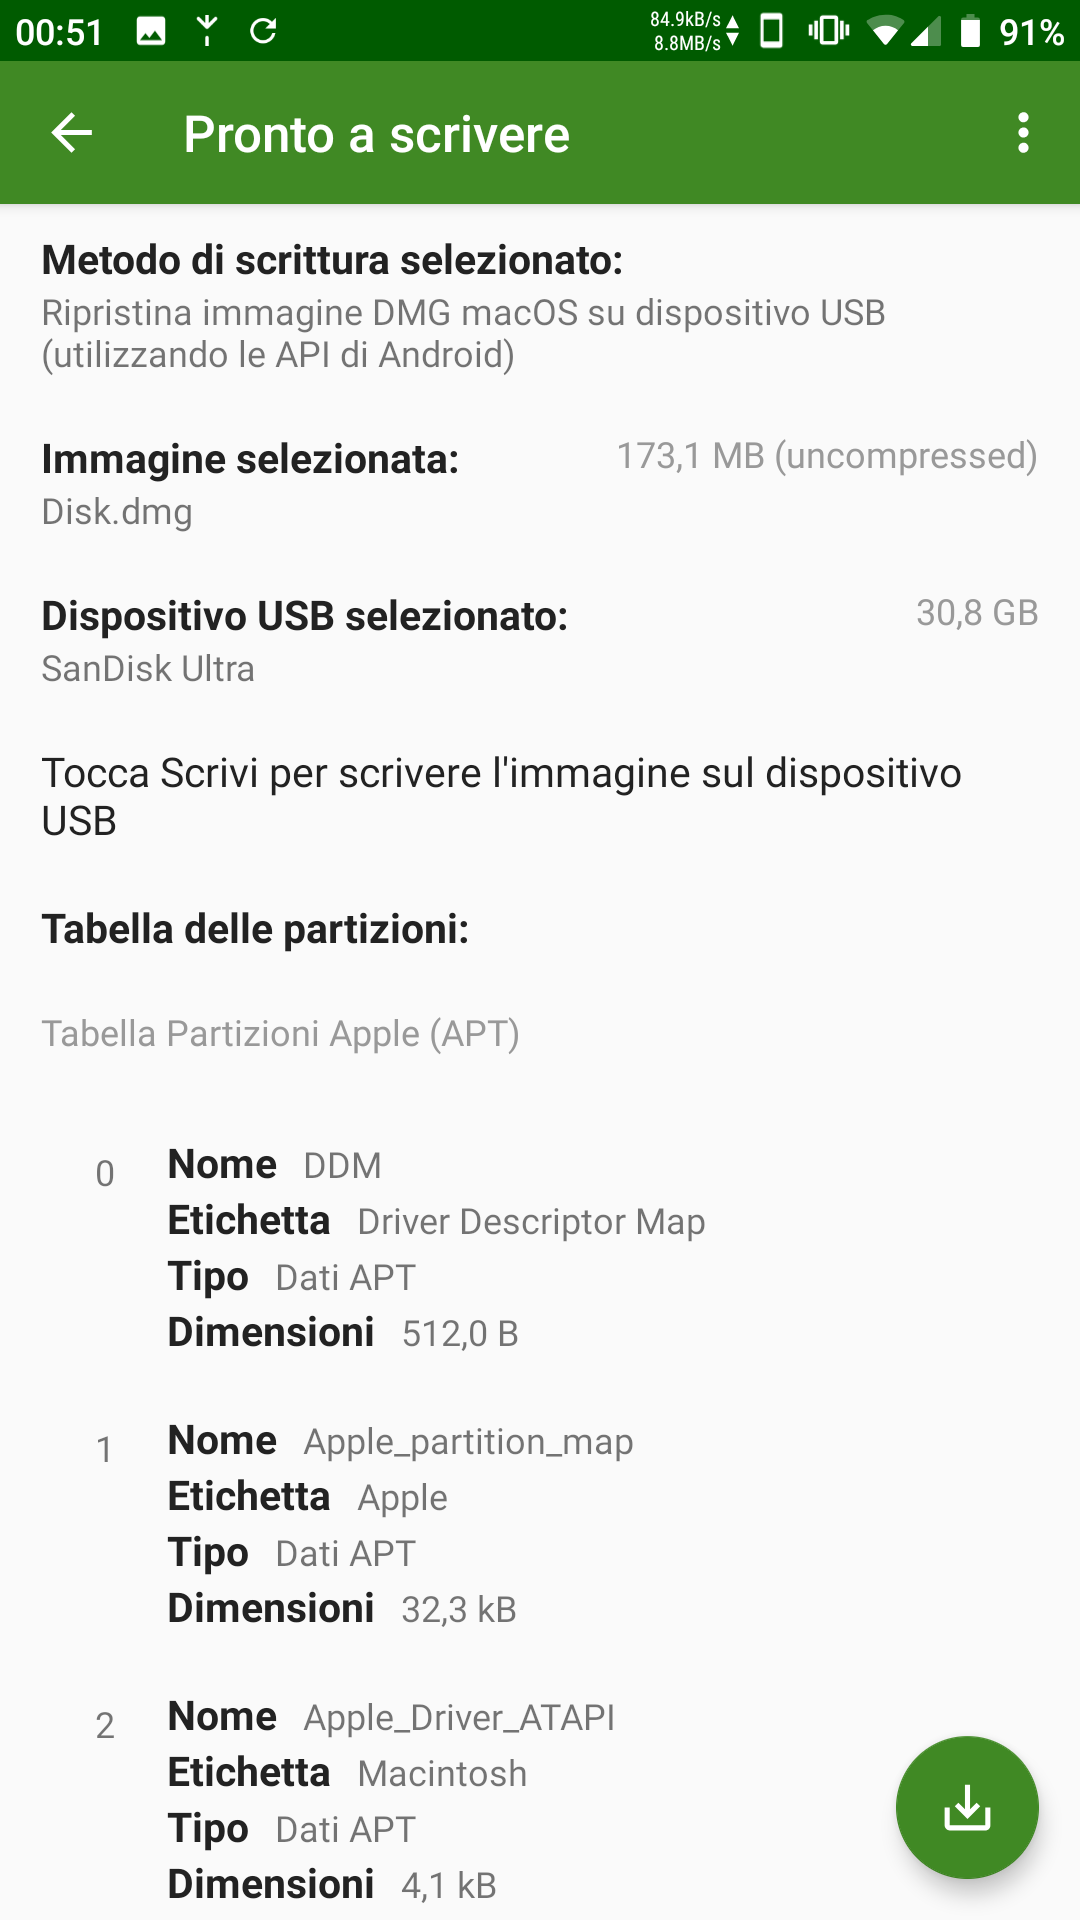 00:51
84.9kB/s
8.8MB/s
91%
Pronto a scrivere
Metodo di scrittura selezionato:
Ripristina immagine DMG macOS su dispositivo USB
(utilizzando le API di Android)
Immagine selezionata: 173,1 MB (uncompressed)
Disk.dmg
Dispositivo USB selezionato: 30,8 GB
SanDisk Ultra
Tocca Scrivi per scrivere l'immagine sul dispositivo
USB
Tabella delle partizioni:
Tabella Partizioni Apple (APT)
0 Nome DDM
Etichetta Driver Descriptor Map
Tipo Dati APT
Dimensioni 512,0 B
1 Nome Apple_partition_map
Etichetta Apple
Tipo Dati APT
Dimensioni 32,3 kB
2 Nome Apple_Driver_ATAPI
Etichetta Macintosh
Tipo Dati APT
Dimensioni 4,1 kB